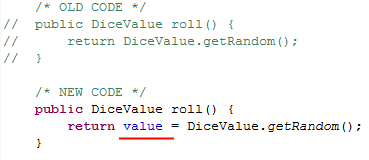 /* OLD CODE */
//  public DiceValue roll() {
//      return DiceValue.getRandom();
//  }
/* NEW CODE */
public DiceValue roll() {
    return value = DiceValue.getRandom();
}